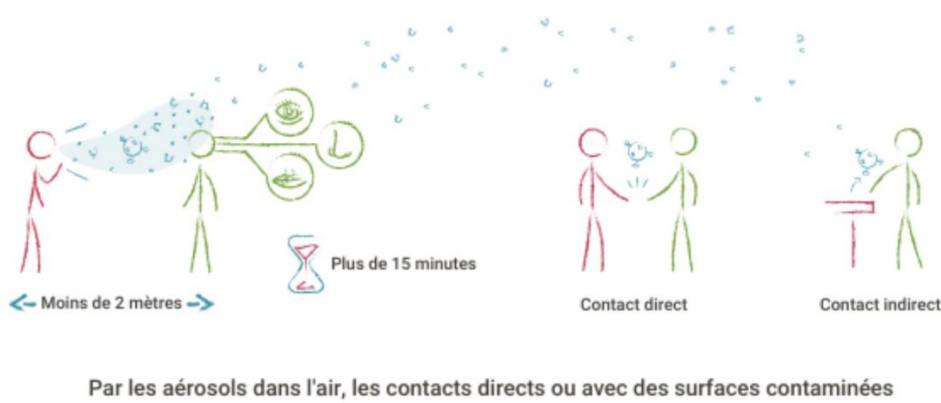 Plus de 15 minutes
Moins de 2 mètres
Contact direct
Contact indirect
Par les aérosols dans l'air, les contacts directs ou avec des surfaces contaminées